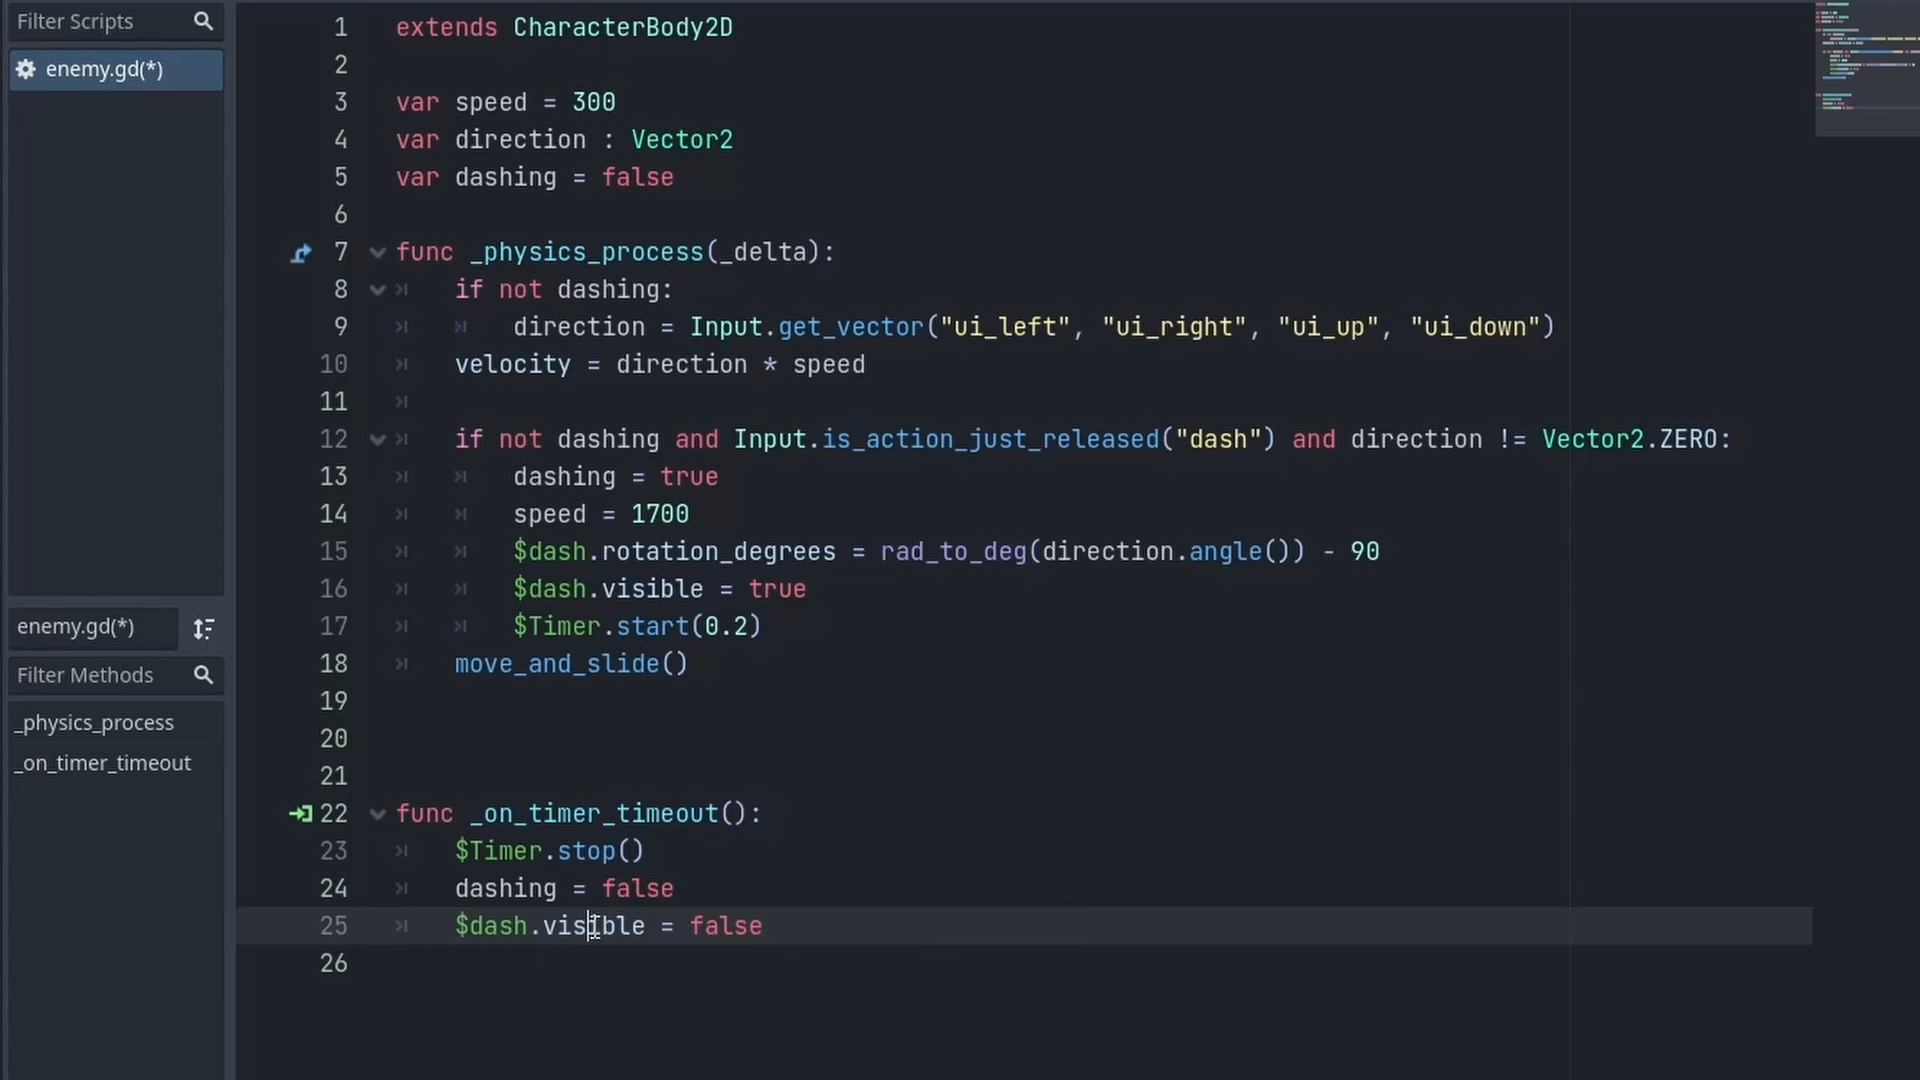 Filter Scripts
enemy.gd(*)
enemy.gd(*)
Filter Methods
_physics_process
_on_timer_timeout
1 extends CharacterBody2D
2
3 var speed = 300
4 var direction : Vector2
5 var dashing = false
6
7 func _physics_process(_delta):
8 if not dashing:
9 direction = Input.get_vector("ui_left", "ui_right", "ui_up", "ui_down")
10 velocity = direction * speed
11
12 if not dashing and Input.is_action_just_released("dash") and direction != Vector2.ZERO:
13 dashing = true
14 speed = 1700
15 $dash.rotation_degrees = rad_to_deg(direction.angle()) - 90
16 $dash.visible = true
17 $Timer.start(0.2)
18 move_and_slide()
19
20
21
22 func _on_timer_timeout():
23 $Timer.stop()
24 dashing = false
25 $dash.visible = false
26